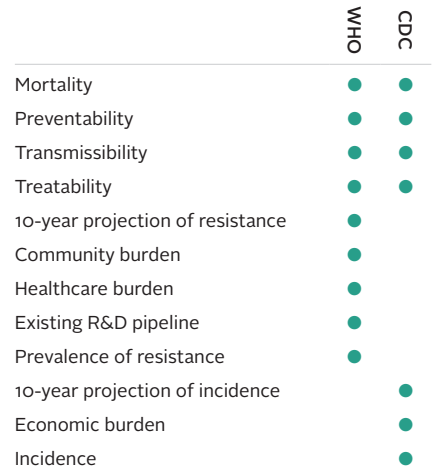 WHO CDC
Mortality
Preventability
Transmissibility
Treatability
10-year projection of resistance
Community burden
Healthcare burden
Existing R&D pipeline
Prevalence of resistance
10-year projection of incidence
Economic burden
Incidence